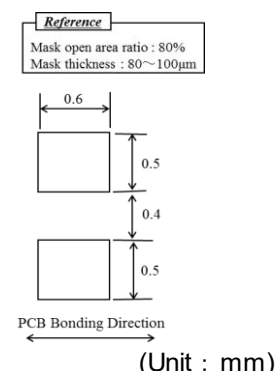 Reference
Mask open area ratio : 80%
Mask thickness : 80～100μm
0.6
0.5
0.4
0.5
PCB Bonding Direction
(Unit : mm)